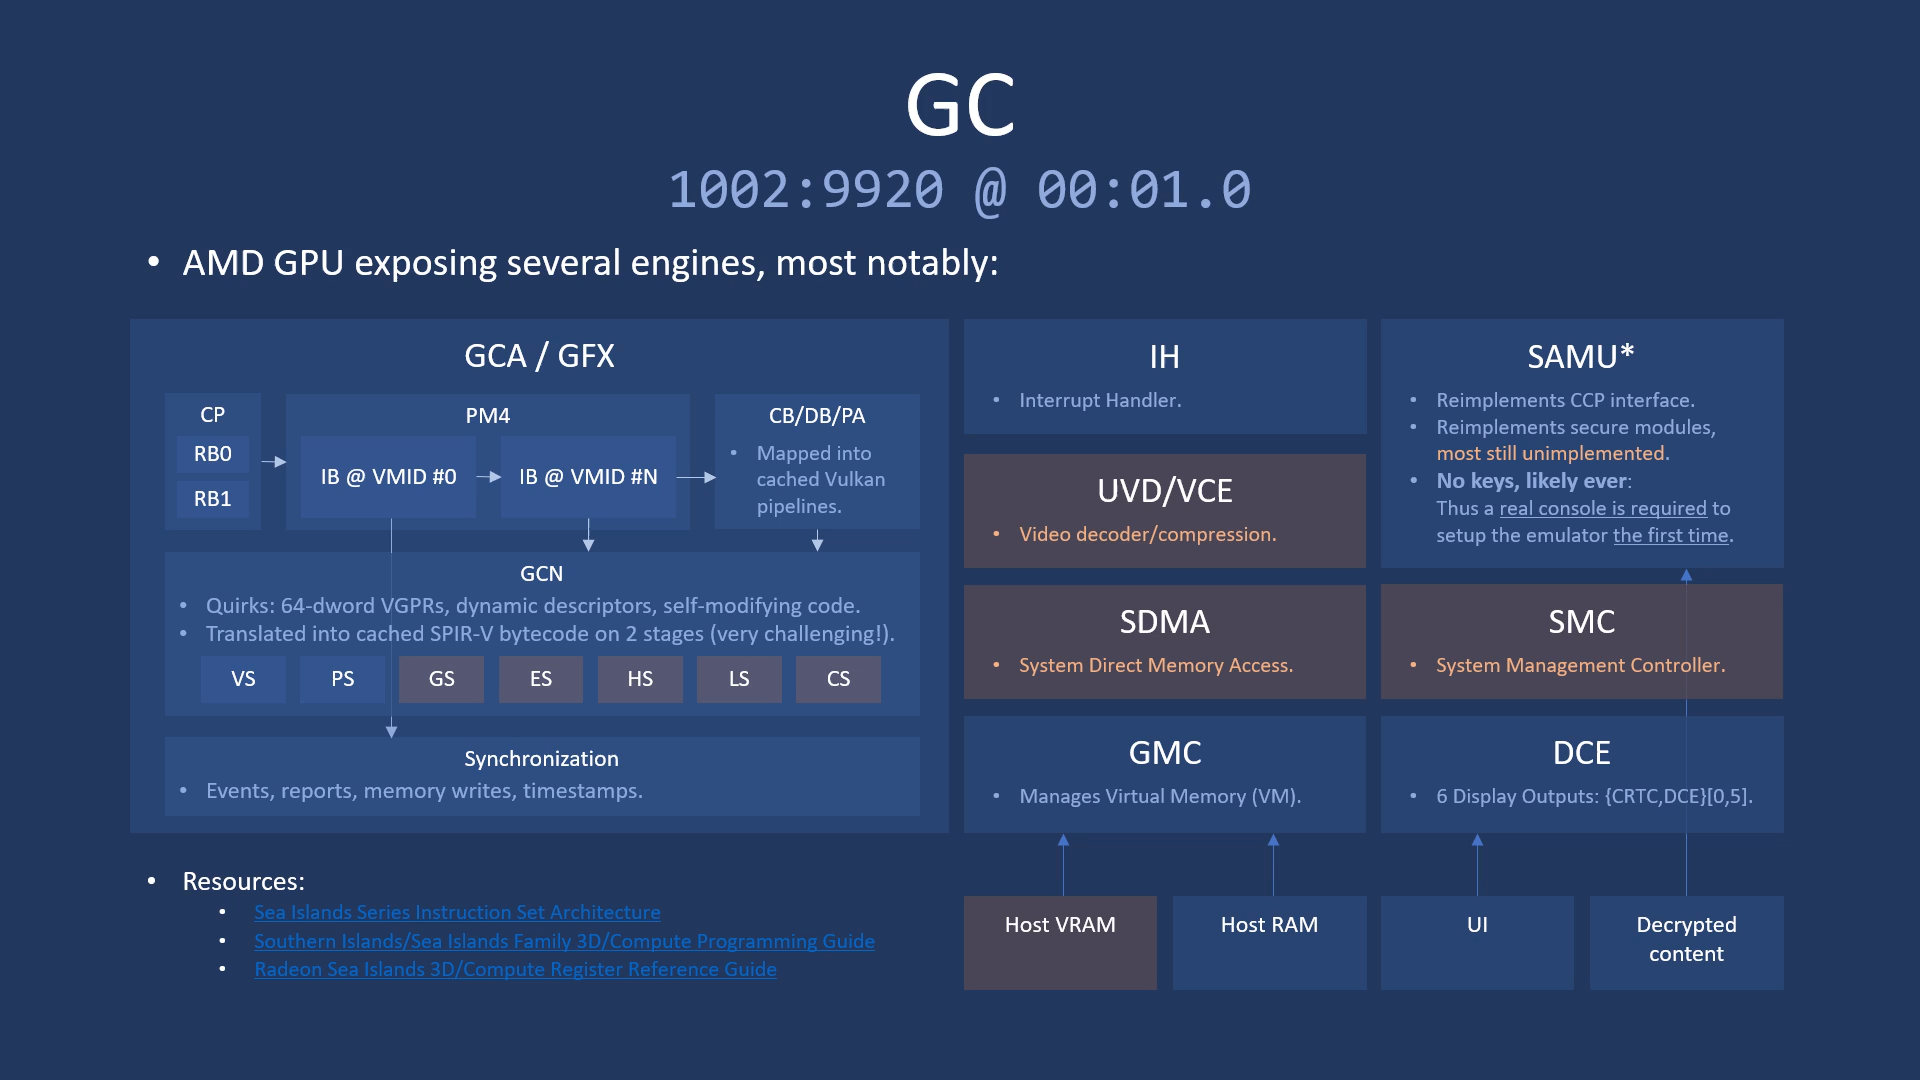 GC
1002:9920 @ 00:01.0
• AMD GPU exposing several engines, most notably:
GCA / GFX
CP
RB0
RB1
PM4
IB @ VMID #0
IB @ VMID #N
CB/DB/PA
• Mapped into
cached Vulkan
pipelines.
GCN
• Quirks: 64-dword VGPRs, dynamic descriptors, self-modifying code.
• Translated into cached SPIR-V bytecode on 2 stages (very challenging!).
VS
PS
GS
ES
HS
LS
CS
Synchronization
• Events, reports, memory writes, timestamps.
IH
• Interrupt Handler.
UVD/VCE
• Video decoder/compression.
SDMA
• System Direct Memory Access.
GMC
• Manages Virtual Memory (VM).
SAMU*
• Reimplements CCP interface.
• Reimplements secure modules,
most still unimplemented.
• No keys, likely ever:
Thus a real console is required to
setup the emulator the first time.
SMC
• System Management Controller.
DCE
• 6 Display Outputs: {CRTC,DCE}[0,5].
Host VRAM
Host RAM
UI
Decrypted
content
• Resources:
• Sea Islands Series Instruction Set Architecture
• Southern Islands/Sea Islands Family 3D/Compute Programming Guide
• Radeon Sea Islands 3D/Compute Register Reference Guide